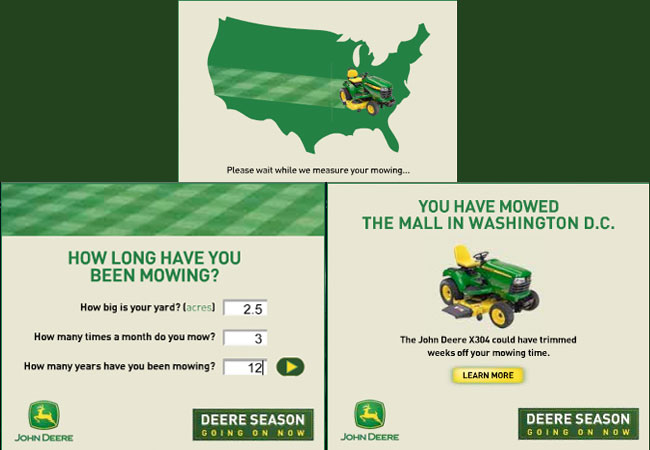 Please wait while we measure your mowing...
HOW LONG HAVE YOU
BEEN MOWING?
How big is your yard? (acres) 2.5
How many times a month do you mow? 3
How many years have you been mowing? 12
JOHN DEERE
DEERE SEASON
GOING ON NOW
YOU HAVE MOWED
THE MALL IN WASHINGTON D.C.
The John Deere X304 could have trimmed
weeks off your mowing time.
LEARN MORE
JOHN DEERE
DEERE SEASON
GOING ON NOW